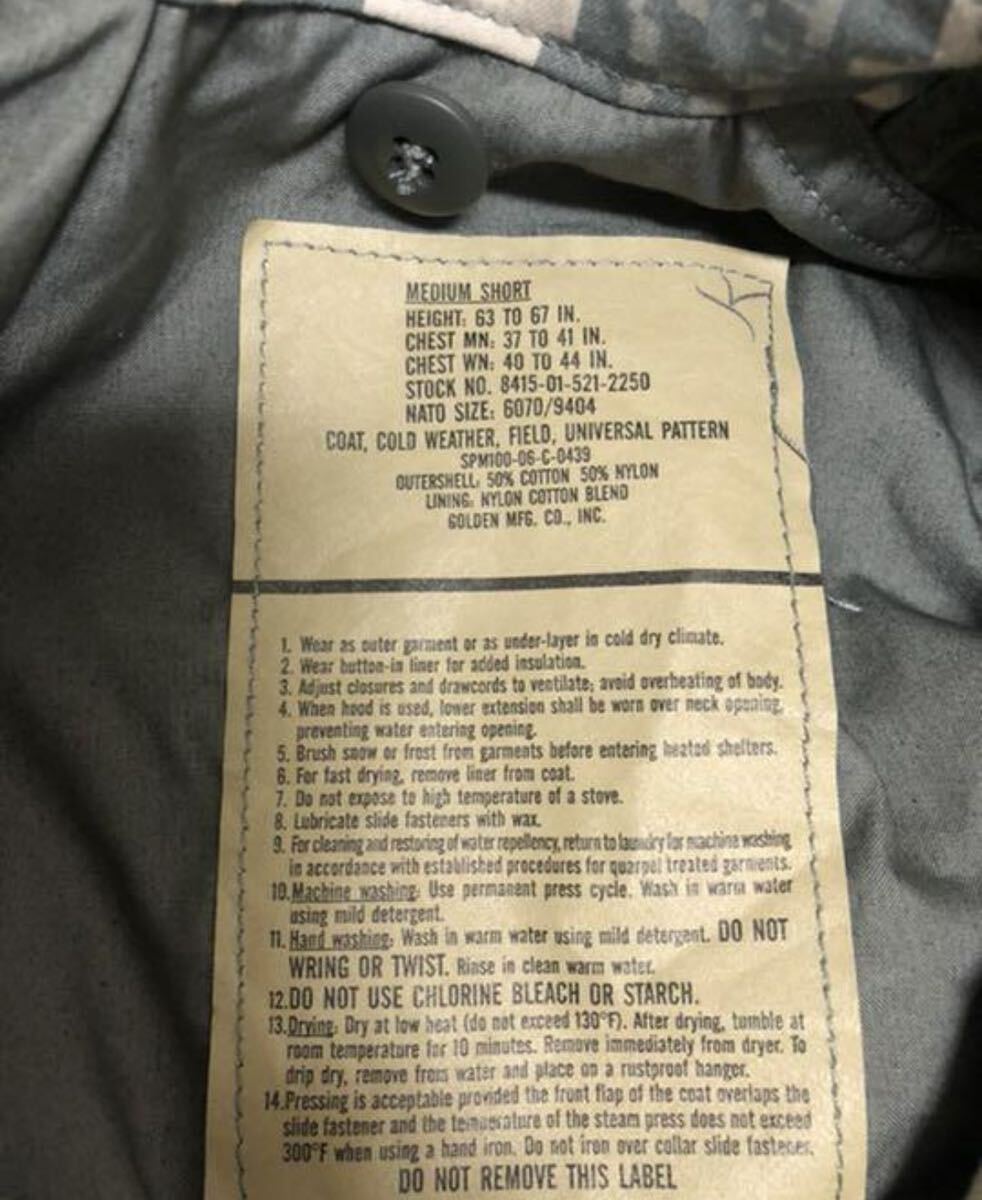 MEDIUM SHORT
HEIGHT: 63 TO 67 IN.
CHEST MN: 37 TO 41 IN.
CHEST WN: 40 TO 44 IN.
STOCK NO. 8415-01-521-2250
NATO SIZE: 6070/9404
COAT, COLD WEATHER, FIELD, UNIVERSAL PATTERN
SPM100-06-C-0439
OUTERSHELL: 50% COTTON 50% NYLON
LINING: NYLON COTTON BLEND
GOLDEN MFG. CO., INC.
1. Wear as outer garment or as under-layer in cold dry climate.
2. Wear button-in liner for added insulation.
3. Adjust closures and drawcords to ventilate; avoid overheating of body.
4. When hood is used, lower extension shall be worn over neck opening,
preventing water entering opening.
5. Brush snow or frost from garments before entering heated shelters.
6. For fast drying, remove liner from coat.
7. Do not expose to high temperature of a stove.
8. Lubricate slide fasteners with wax.
9. For cleaning and restoring of water repellency, return to laundry for machine washing
in accordance with established procedures for quarpel treated garments.
10. Machine washing: Use permanent press cycle. Wash in warm water
using mild detergent.
11. Hand washing: Wash in warm water using mild detergent. DO NOT
WRING OR TWIST. Rinse in clean warm water.
12. DO NOT USE CHLORINE BLEACH OR STARCH.
13. Drying: Dry at low heat (do not exceed 130°F). After drying, tumble at
room temperature for 10 minutes. Remove immediately from dryer. To
drip dry, remove from water and place on a rustproof hanger.
14. Pressing is acceptable provided the front flap of the coat overlaps the
slide fastener and the temperature of the steam press does not exceed
300°F when using a hand iron. Do not iron over collar slide fastener.
DO NOT REMOVE THIS LABEL